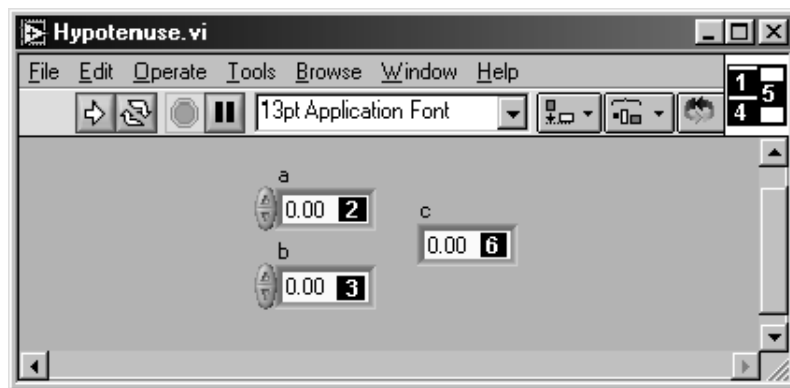 Hypotenuse.vi
File Edit Operate Tools Browse Window Help
13pt Application Font
1 5
4
a
0.00 2
c
0.00 6
b
0.00 3